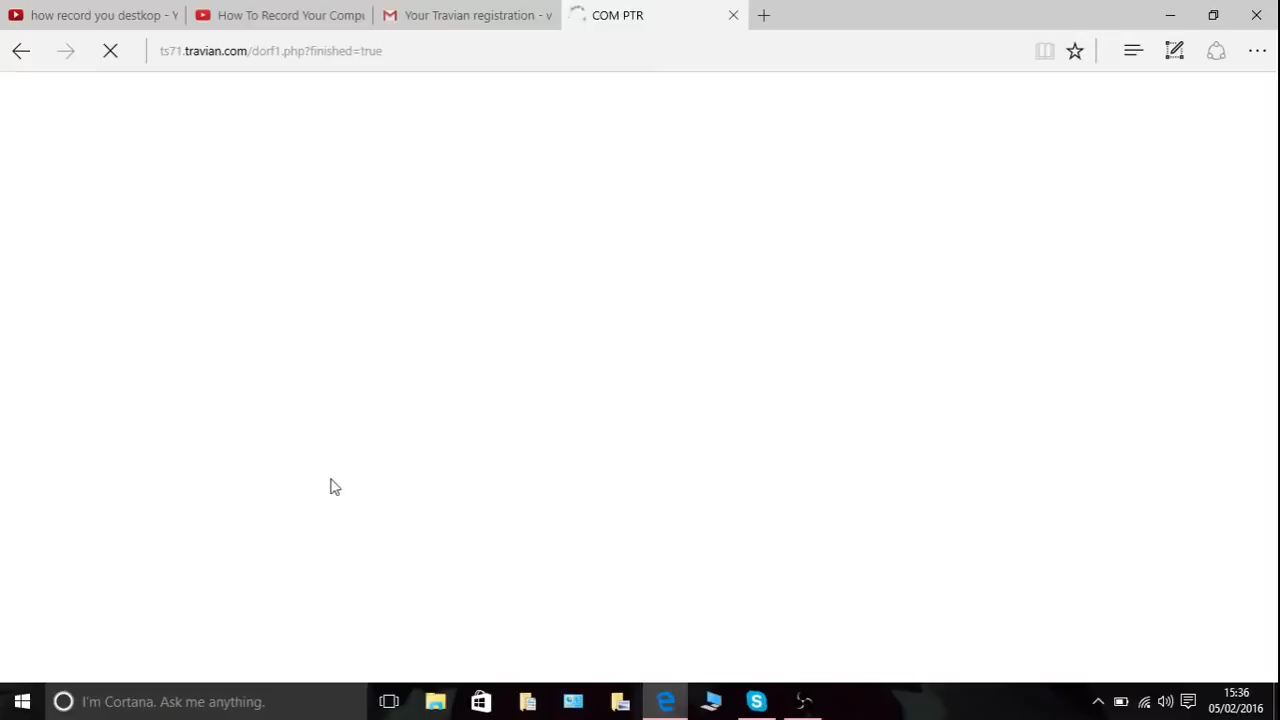 how record you destkop - Y
How To Record Your Compu
Your Travian registration - v
COM PTR
ts71.travian.com/dorf1.php?finished=true
I'm Cortana. Ask me anything.
15:36
05/02/2016